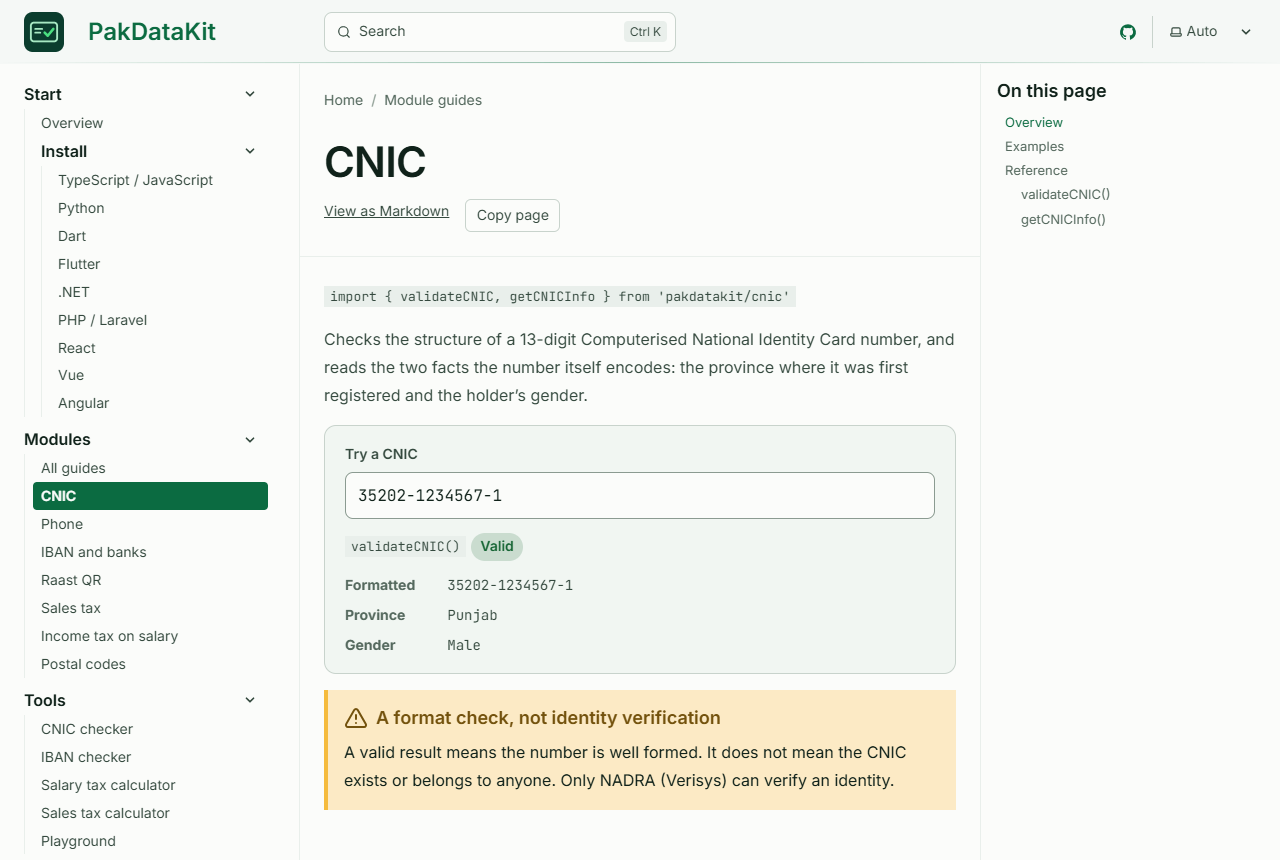 PakDataKit
Search
Ctrl K
Auto
Start
Overview
Install
TypeScript / JavaScript
Python
Dart
Flutter
.NET
PHP / Laravel
React
Vue
Angular
Modules
All guides
CNIC
Phone
IBAN and banks
Raast QR
Sales tax
Income tax on salary
Postal codes
Tools
CNIC checker
IBAN checker
Salary tax calculator
Sales tax calculator
Playground
Home / Module guides
CNIC
View as Markdown
Copy page
import { validateCNIC, getCNICInfo } from 'pakdatakit/cnic'
Checks the structure of a 13-digit Computerised National Identity Card number, and
reads the two facts the number itself encodes: the province where it was first
registered and the holder’s gender.
Try a CNIC
35202-1234567-1
validateCNIC() Valid
Formatted 35202-1234567-1
Province Punjab
Gender Male
A format check, not identity verification
A valid result means the number is well formed. It does not mean the CNIC
exists or belongs to anyone. Only NADRA (Verisys) can verify an identity.
On this page
Overview
Examples
Reference
validateCNIC()
getCNICInfo()